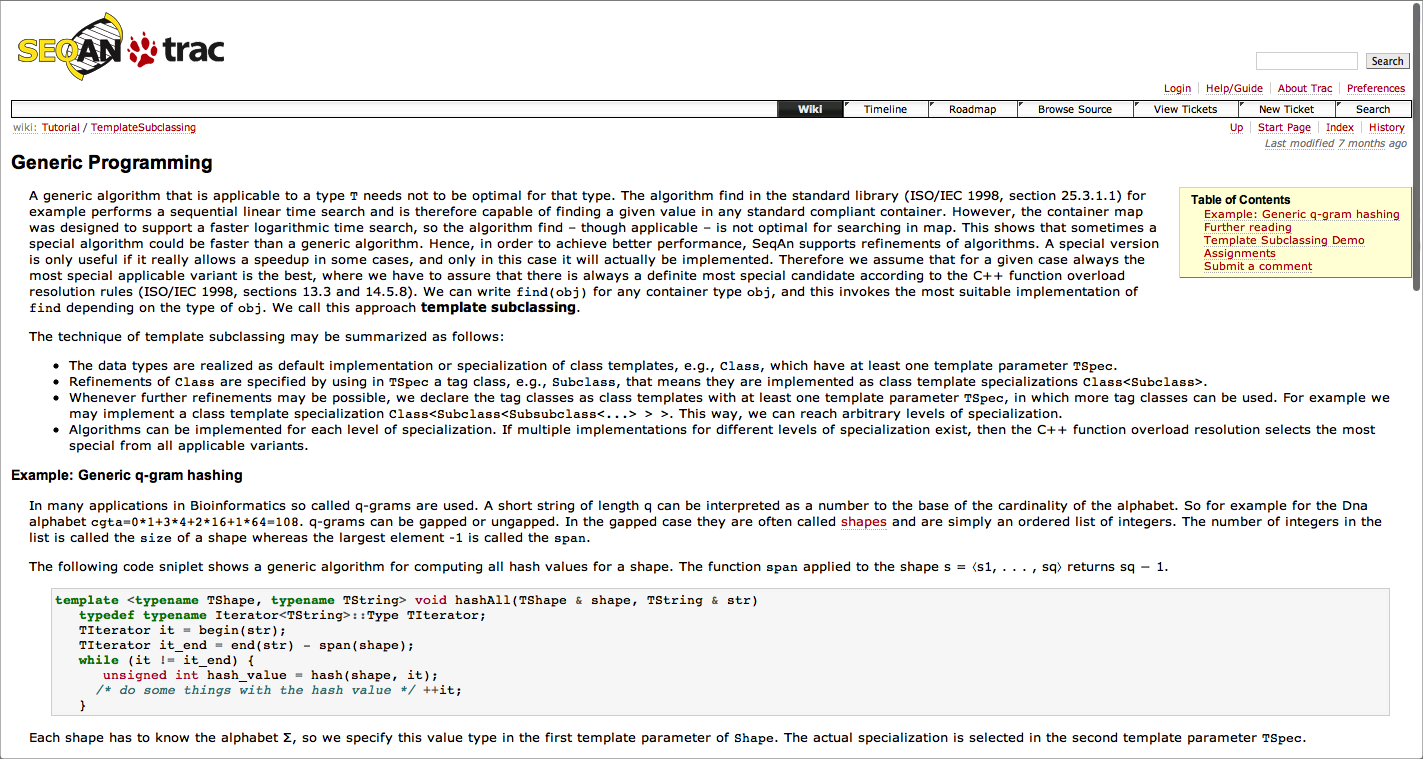 SEQAN trac
Search
Login Help/Guide About Trac Preferences
Wiki Timeline Roadmap Browse Source View Tickets New Ticket Search
wiki: Tutorial / TemplateSubclassing
Up Start Page Index History
Last modified 7 months ago
Generic Programming
A generic algorithm that is applicable to a type T needs not to be optimal for that type. The algorithm find in the standard library (ISO/IEC 1998, section 25.3.1.1) for
example performs a sequential linear time search and is therefore capable of finding a given value in any standard compliant container. However, the container map
was designed to support a faster logarithmic time search, so the algorithm find – though applicable – is not optimal for searching in map. This shows that sometimes a
special algorithm could be faster than a generic algorithm. Hence, in order to achieve better performance, SeqAn supports refinements of algorithms. A special version
is only useful if it really allows a speedup in some cases, and only in this case it will actually be implemented. Therefore we assume that for a given case always the
most special applicable variant is the best, where we have to assure that there is always a definite most special candidate according to the C++ function overload
resolution rules (ISO/IEC 1998, sections 13.3 and 14.5.8). We can write find(obj) for any container type obj, and this invokes the most suitable implementation of
find depending on the type of obj. We call this approach template subclassing.
Table of Contents
Example: Generic q-gram hashing
Further reading
Template Subclassing Demo
Assignments
Submit a comment
The technique of template subclassing may be summarized as follows:
• The data types are realized as default implementation or specialization of class templates, e.g., Class, which have at least one template parameter TSpec.
• Refinements of Class are specified by using in TSpec a tag class, e.g., Subclass, that means they are implemented as class template specializations Class<Subclass>.
• Whenever further refinements may be possible, we declare the tag classes as class templates with at least one template parameter TSpec, in which more tag classes can be used. For example we
may implement a class template specialization Class<Subclass<Subsubclass<...> > >. This way, we can reach arbitrary levels of specialization.
• Algorithms can be implemented for each level of specialization. If multiple implementations for different levels of specialization exist, then the C++ function overload resolution selects the most
special from all applicable variants.
Example: Generic q-gram hashing
In many applications in Bioinformatics so called q-grams are used. A short string of length q can be interpreted as a number to the base of the cardinality of the alphabet. So for example for the Dna
alphabet cgta=0*1+3*4+2*16+1*64=108. q-grams can be gapped or ungapped. In the gapped case they are often called shapes and are simply an ordered list of integers. The number of integers in the
list is called the size of a shape whereas the largest element -1 is called the span.
The following code sniplet shows a generic algorithm for computing all hash values for a shape. The function span applied to the shape s = ⟨s1, . . . , sq⟩ returns sq − 1.
template <typename TShape, typename TString> void hashAll(TShape & shape, TString & str)
typedef typename Iterator<TString>::Type TIterator;
TIterator it = begin(str);
TIterator it_end = end(str) - span(shape);
while (it != it_end) {
unsigned int hash_value = hash(shape, it);
/* do some things with the hash value */ ++it;
}
Each shape has to know the alphabet Σ, so we specify this value type in the first template parameter of Shape. The actual specialization is selected in the second template parameter TSpec.